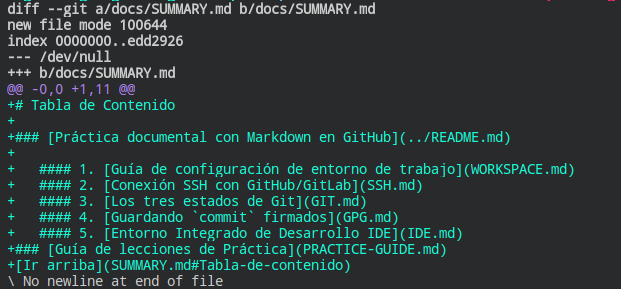 diff --git a/docs/SUMMARY.md b/docs/SUMMARY.md
new file mode 100644
index 0000000..edd2926
--- /dev/null
+++ b/docs/SUMMARY.md
@@ -0,0 +1,11 @@
+# Tabla de Contenido
+
+### [Práctica documental con Markdown en GitHub](../README.md)
+
+   #### 1. [Guía de configuración de entorno de trabajo](WORKSPACE.md)
+   #### 2. [Conexión SSH con GitHub/GitLab](SSH.md)
+   #### 3. [Los tres estados de Git](GIT.md)
+   #### 4. [Guardando `commit` firmados](GPG.md)
+   #### 5. [Entorno Integrado de Desarrollo IDE](IDE.md)
+### [Guía de lecciones de Práctica](PRACTICE-GUIDE.md)
+[Ir arriba](SUMMARY.md#Tabla-de-contenido)
\ No newline at end of file